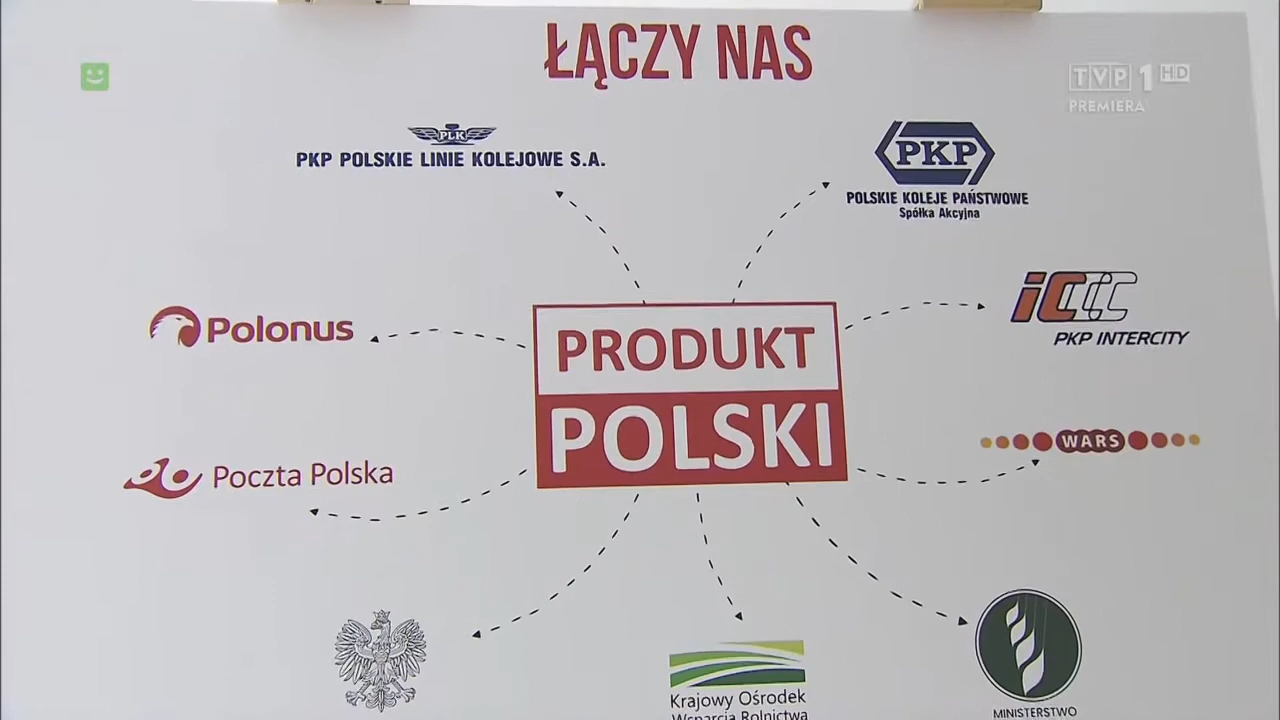 ŁĄCZY NAS
TVP 1 HD
PREMIERA
PLK
PKP POLSKIE LINIE KOLEJOWE S.A.
PKP
POLSKIE KOLEJE PAŃSTWOWE
Spółka Akcyjna
iC
PKP INTERCITY
Polonus
PRODUKT
POLSKI
WARS
Poczta Polska
Krajowy Ośrodek
Wsparcia Rolnictwa
MINISTERSTWO